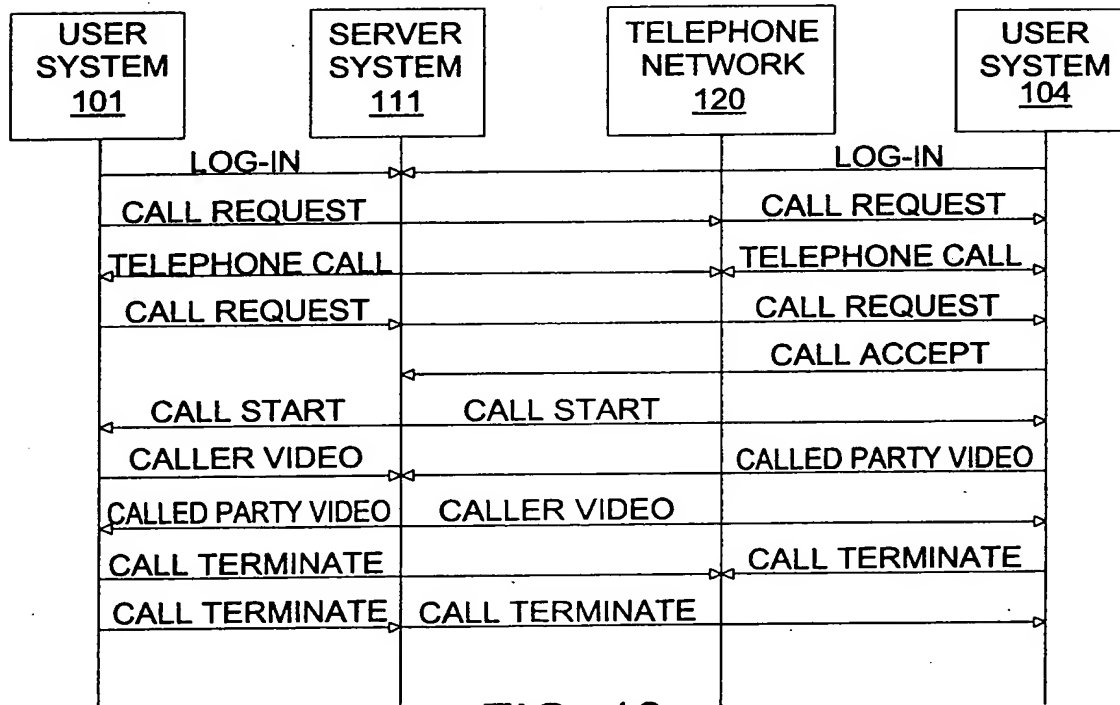 USER
SYSTEM
101
SERVER
SYSTEM
111
TELEPHONE
NETWORK
120
USER
SYSTEM
104
LOG-IN LOG-IN
CALL REQUEST CALL REQUEST
TELEPHONE CALL TELEPHONE CALL
CALL REQUEST CALL REQUEST
CALL ACCEPT
CALL START CALL START
CALLER VIDEO CALLED PARTY VIDEO
CALLED PARTY VIDEO CALLER VIDEO
CALL TERMINATE CALL TERMINATE
CALL TERMINATE CALL TERMINATE